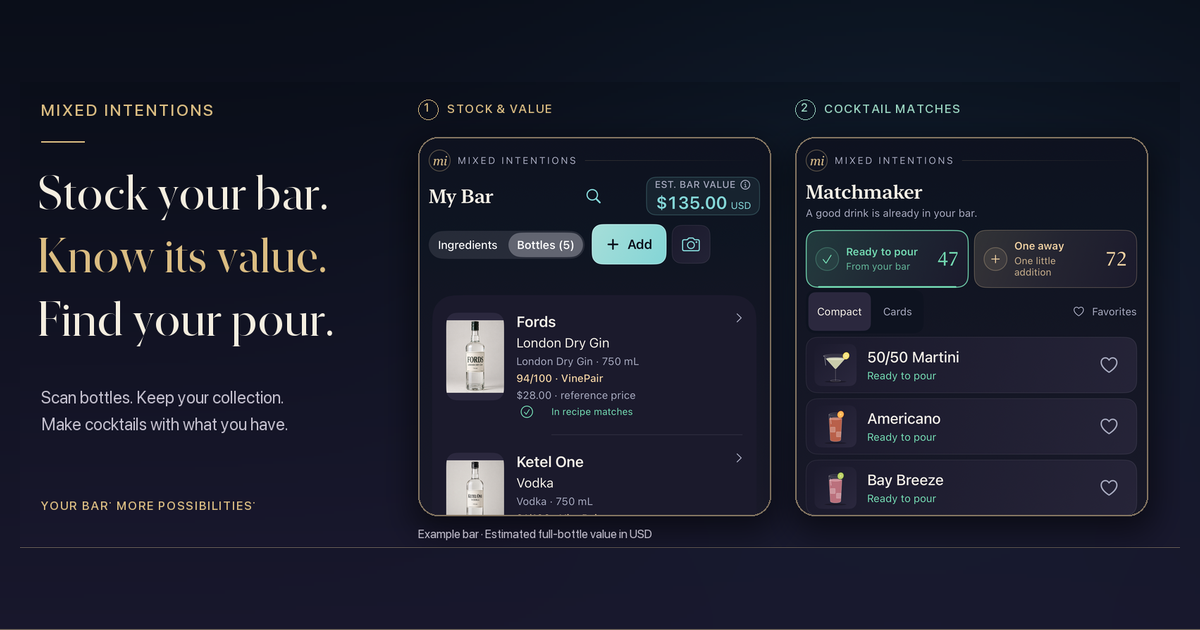 MIXED INTENTIONS
Stock your bar.
Know its value.
Find your pour.
Scan bottles. Keep your collection.
Make cocktails with what you have.
YOUR BAR. MORE POSSIBILITIES.
1 STOCK & VALUE
mi MIXED INTENTIONS
My Bar
EST. BAR VALUE
$135.00 USD
Ingredients
Bottles (5)
+ Add
FORDS
Fords
London Dry Gin
London Dry Gin · 750 mL
94/100 · VinePair
$28.00 · reference price
In recipe matches
Ketel One
Vodka
Vodka · 750 mL
Example bar · Estimated full-bottle value in USD
2 COCKTAIL MATCHES
mi MIXED INTENTIONS
Matchmaker
A good drink is already in your bar.
Ready to pour
From your bar
47
One away
One little
addition
72
Compact
Cards
Favorites
50/50 Martini
Ready to pour
Americano
Ready to pour
Bay Breeze
Ready to pour